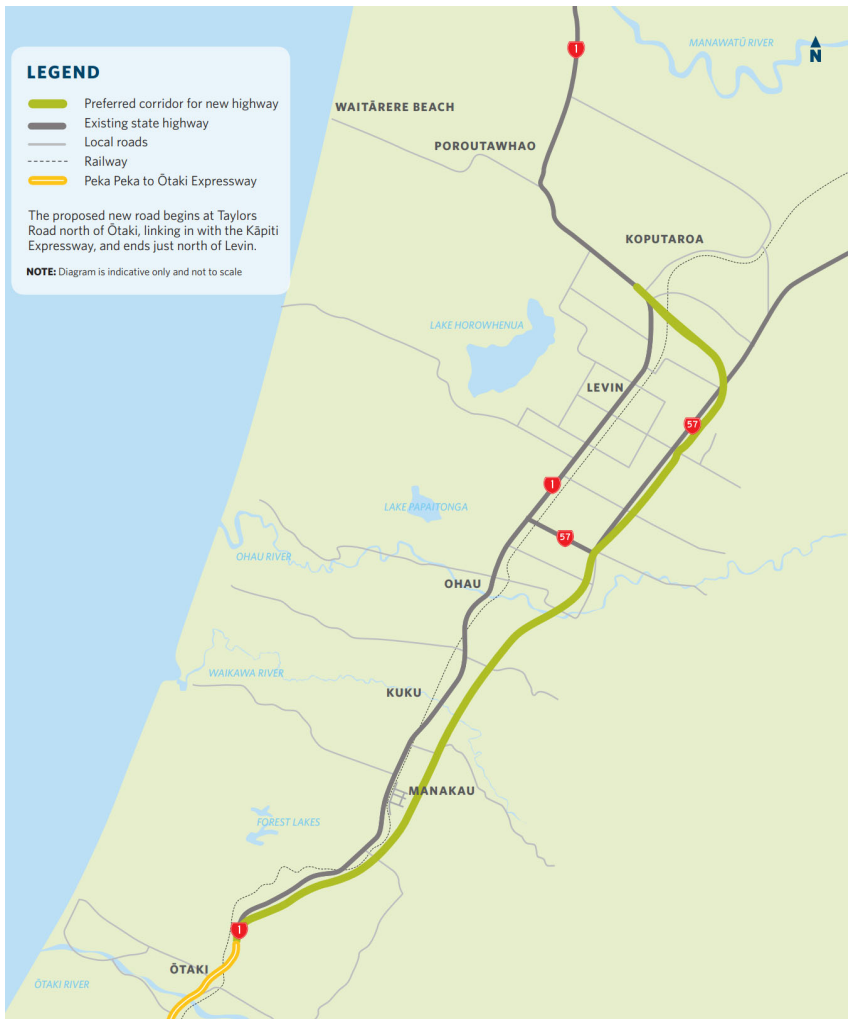 LEGEND
Preferred corridor for new highway
Existing state highway
Local roads
Railway
Peka Peka to Ōtaki Expressway
The proposed new road begins at Taylors
Road north of Ōtaki, linking in with the Kāpiti
Expressway, and ends just north of Levin.
NOTE: Diagram is indicative only and not to scale
1
MANAWATŪ RIVER
N
WAITĀRERE BEACH
POROUTAWHAO
KOPUTAROA
LAKE HOROWHENUA
LEVIN
57
1
LAKE PAPAITONGA
57
OHAU RIVER
OHAU
WAIKAWA RIVER
KUKU
MANAKAU
FOREST LAKES
1
ŌTAKI
ŌTAKI RIVER